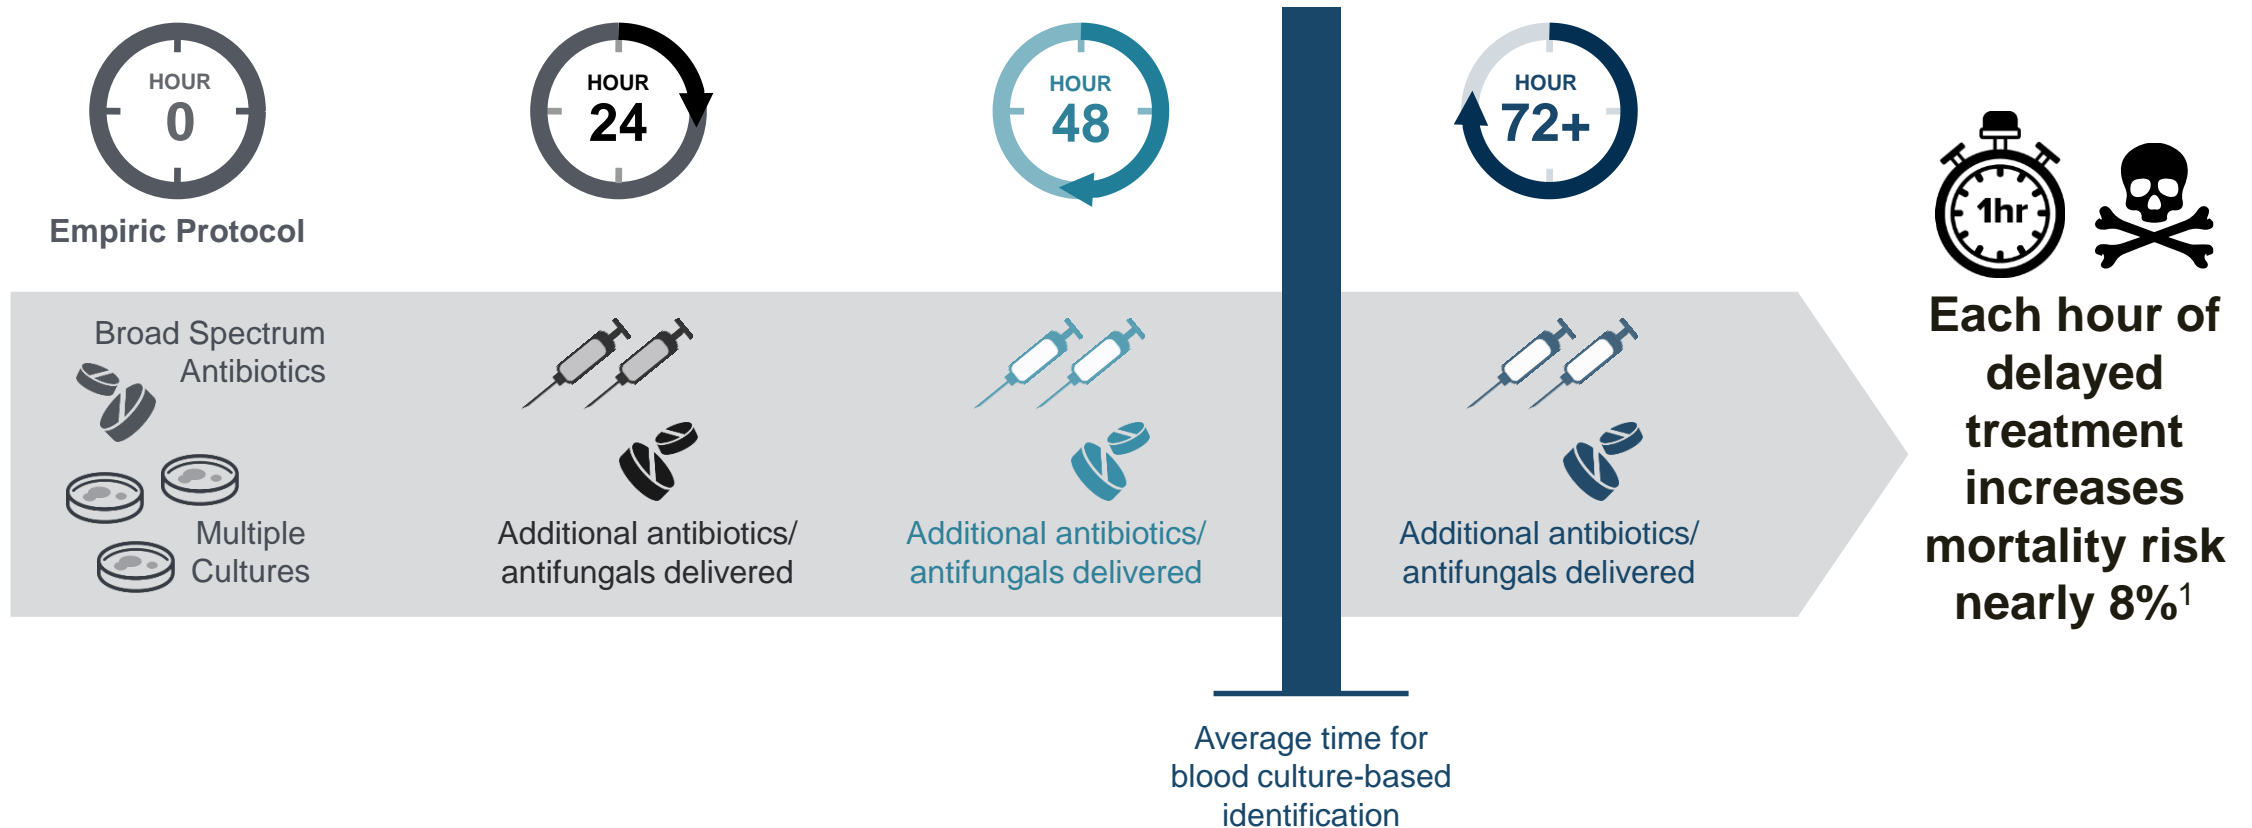 HOUR
0
HOUR
24
HOUR
48
HOUR
72+
Empiric Protocol
1hr
Broad Spectrum
Antibiotics
Multiple
Cultures
Additional antibiotics/
antifungals delivered
Additional antibiotics/
antifungals delivered
Additional antibiotics/
antifungals delivered
Each hour of
delayed
treatment
increases
mortality risk
nearly 8%¹
Average time for
blood culture-based
identification